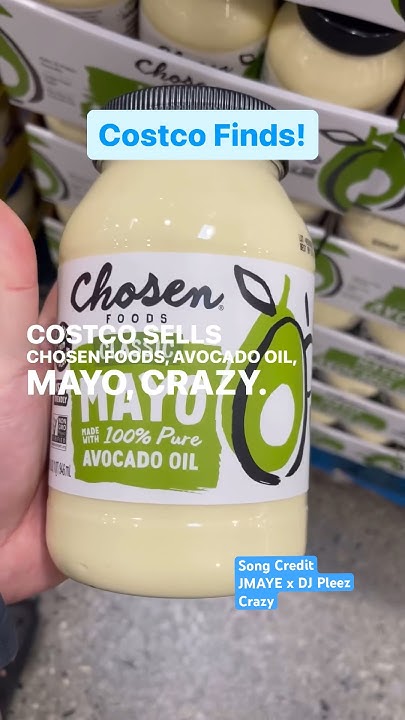 Chosen
Costco Finds!
Chosen®
FOODS
COSTCO SELLS
CHOSEN FOODS, AVOCADO OIL,
MAYO, CRAZY.
MAYO
MADE
WITH 100% Pure
AVOCADO OIL
Song Credit
JMAYE x DJ Pleez
Crazy